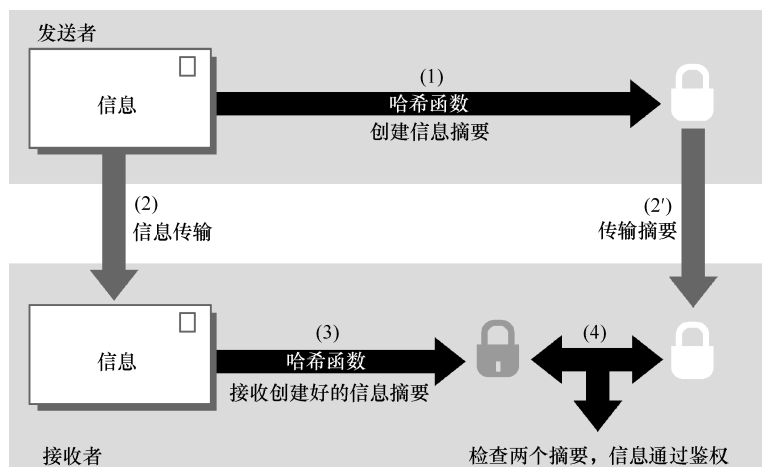 发送者
信息
(1)
哈希函数
创建信息摘要
(2)
信息传输
(2′)
传输摘要
信息
(3)
哈希函数
接收创建好的信息摘要
(4)
接收者
检查两个摘要，信息通过鉴权